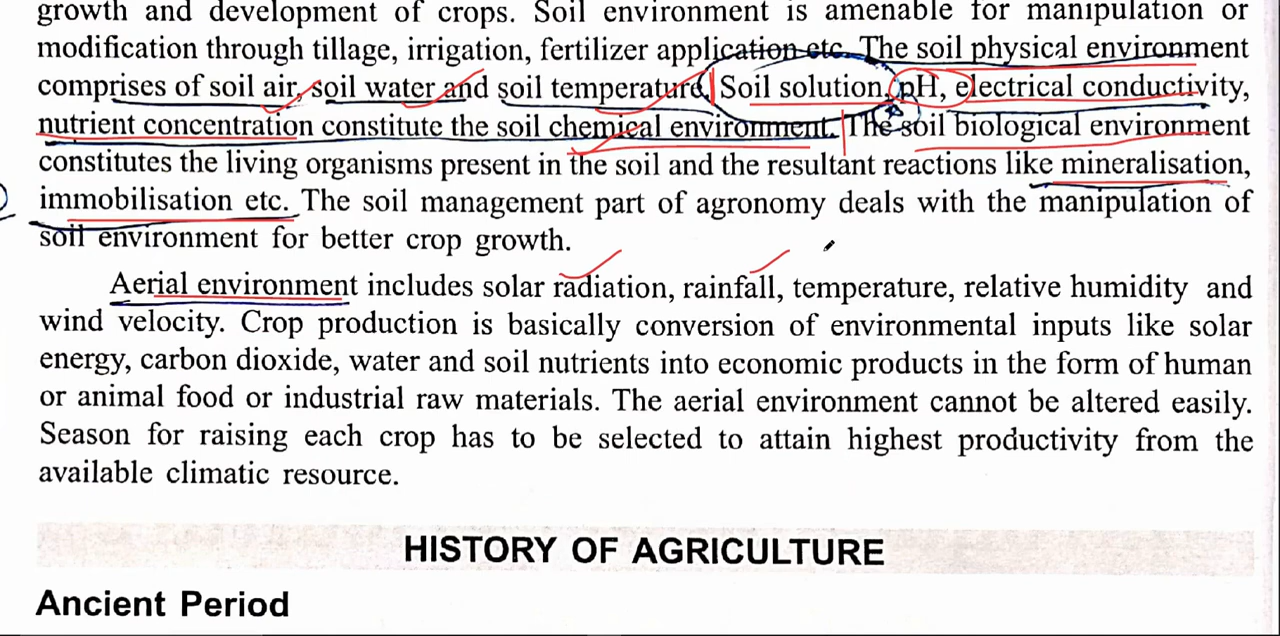 growth and development of crops. Soil environment is amenable for manipulation or
modification through tillage, irrigation, fertilizer application etc. The soil physical environment
comprises of soil air, soil water and soil temperature. Soil solution, pH, electrical conductivity,
nutrient concentration constitute the soil chemical environment. The soil biological environment
constitutes the living organisms present in the soil and the resultant reactions like mineralisation,
immobilisation etc. The soil management part of agronomy deals with the manipulation of
soil environment for better crop growth.
Aerial environment includes solar radiation, rainfall, temperature, relative humidity and
wind velocity. Crop production is basically conversion of environmental inputs like solar
energy, carbon dioxide, water and soil nutrients into economic products in the form of human
or animal food or industrial raw materials. The aerial environment cannot be altered easily.
Season for raising each crop has to be selected to attain highest productivity from the
available climatic resource.
HISTORY OF AGRICULTURE
Ancient Period